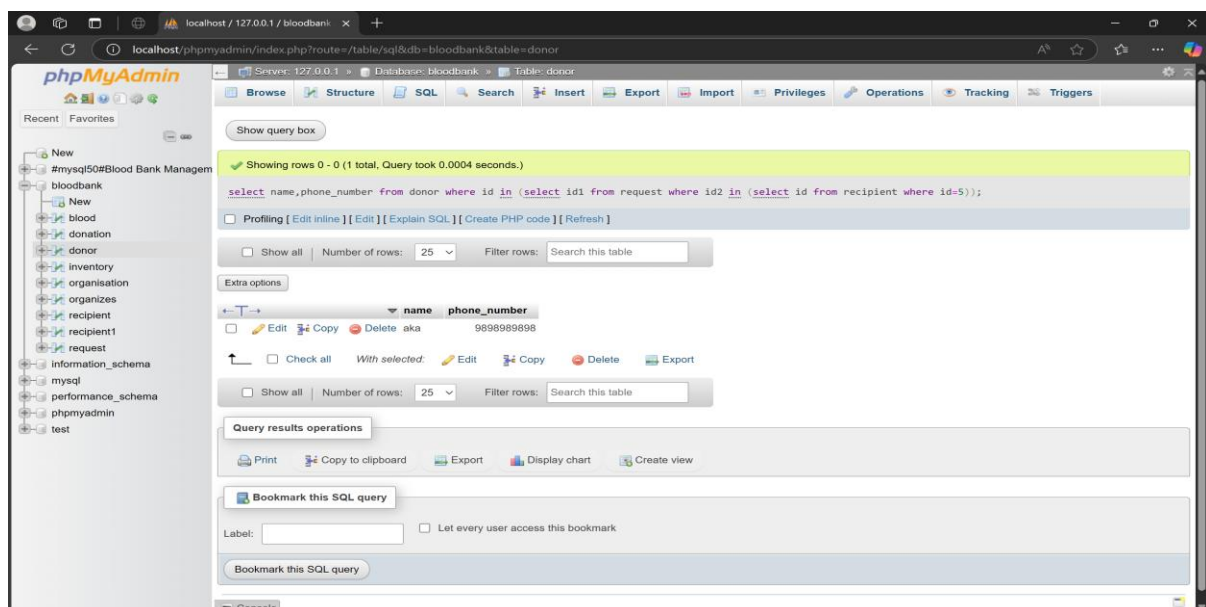 localhost / 127.0.0.1 / bloodbank
localhost/phpmyadmin/index.php?route=/table/sql&db=bloodbank&table=donor
phpMyAdmin
Recent Favorites
New
#mysql50#Blood Bank Managem
bloodbank
New
blood
donation
donor
inventory
organisation
organizes
recipient
recipient1
request
information_schema
mysql
performance_schema
phpmyadmin
test
Server: 127.0.0.1 » Database: bloodbank » Table: donor
Browse Structure SQL Search Insert Export Import Privileges Operations Tracking Triggers
Show query box
Showing rows 0 - 0 (1 total, Query took 0.0004 seconds.)
select name,phone_number from donor where id in (select id1 from request where id2 in (select id from recipient where id=5));
Profiling [ Edit inline ] [ Edit ] [ Explain SQL ] [ Create PHP code ] [ Refresh ]
Show all | Number of rows: 25 Filter rows: Search this table
Extra options
←T→ name phone_number
Edit Copy Delete aka 9898989898
Check all With selected: Edit Copy Delete Export
Show all | Number of rows: 25 Filter rows: Search this table
Query results operations
Print Copy to clipboard Export Display chart Create view
Bookmark this SQL query
Label: Let every user access this bookmark
Bookmark this SQL query
Console